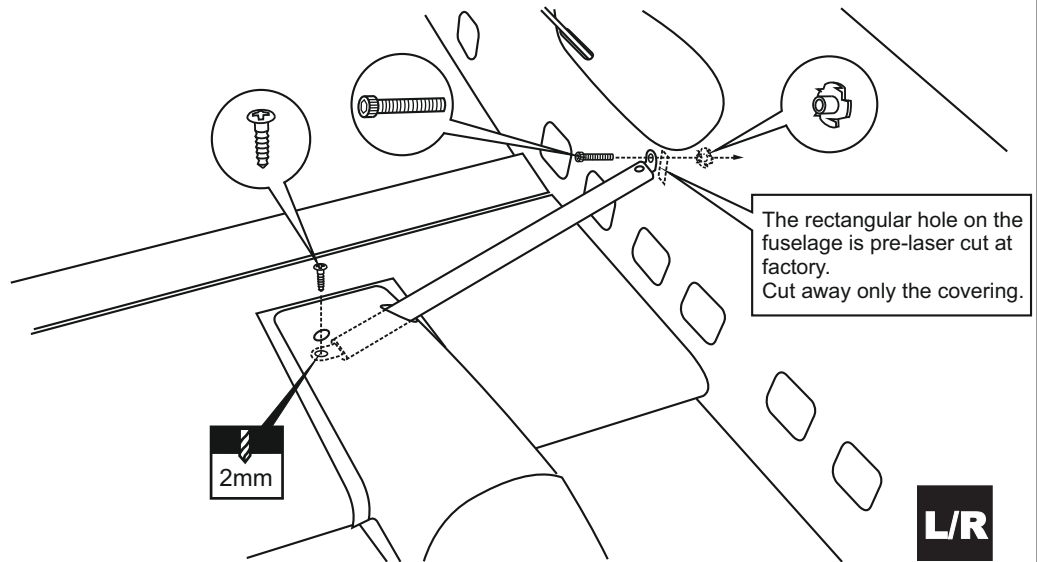 The rectangular hole on the
fuselage is pre-laser cut at
factory.
Cut away only the covering.
2mm
L/R